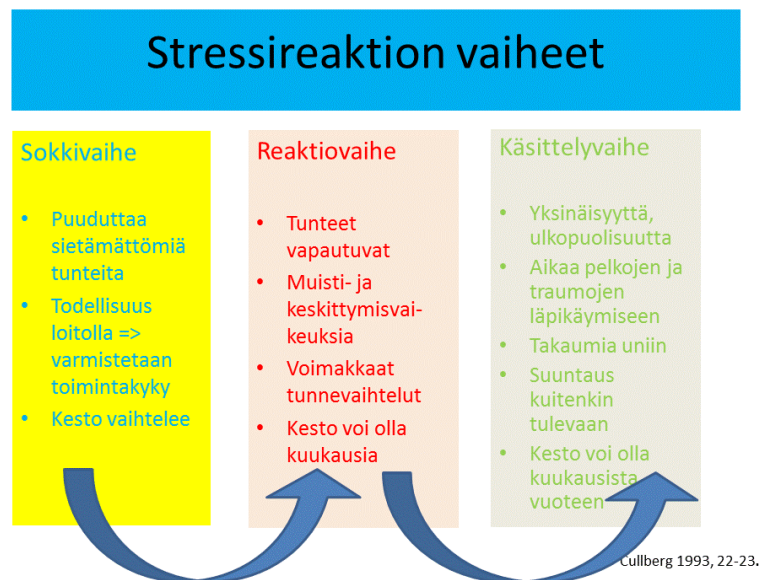 Stressireaktion vaiheet
Sokkivaihe
• Puuduttaa
sietämättömiä
tunteita
• Todellisuus
loitolla =>
varmistetaan
toimintakyky
• Kesto vaihtelee
Reaktiovaihe
• Tunteet
vapautuvat
• Muisti- ja
keskittymisvai-
keuksia
• Voimakkaat
tunnevaihtelut
• Kesto voi olla
kuukausia
Käsittelyvaihe
• Yksinäisyyttä,
ulkopuolisuutta
• Aikaa pelkojen ja
traumojen
läpikäymiseen
• Takaumia uniin
• Suuntaus
kuitenkin
tulevaan
• Kesto voi olla
kuukausista
vuoteen
Cullberg 1993, 22-23.